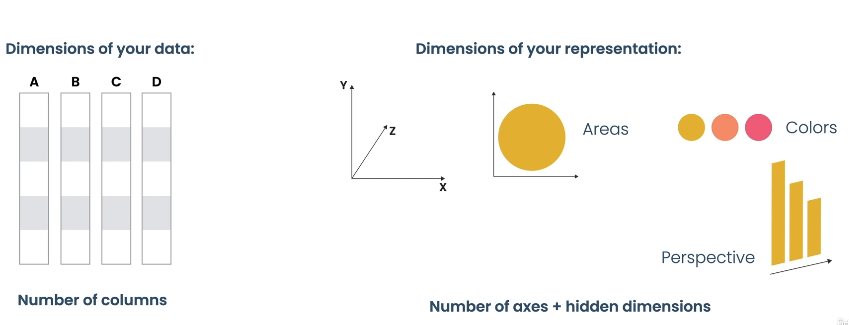 Dimensions of your data:
A B C D
Number of columns
Dimensions of your representation:
Y
Z
X
Areas
Colors
Perspective
Number of axes + hidden dimensions